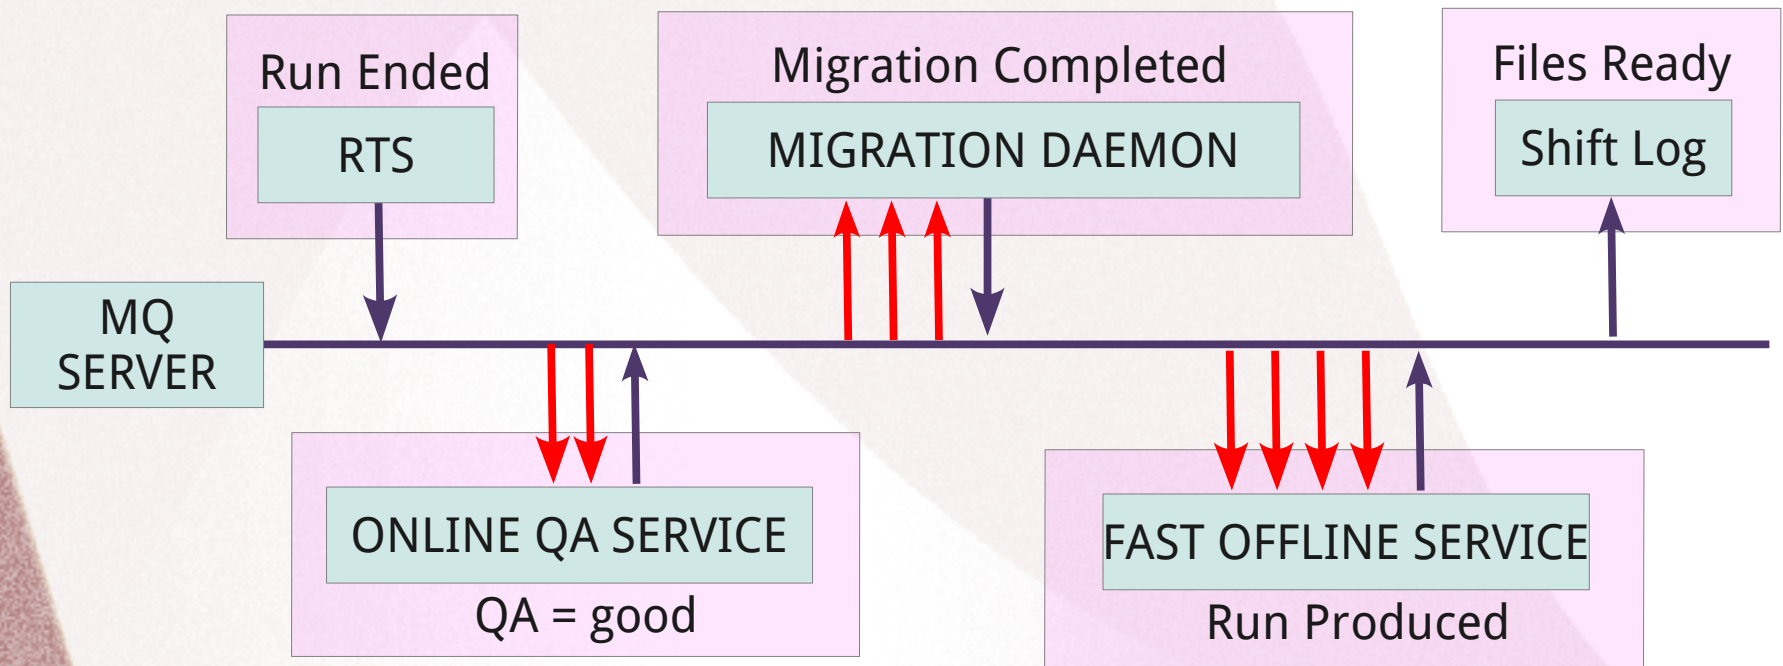 Run Ended
RTS
Migration Completed
MIGRATION DAEMON
Files Ready
Shift Log
MQ
SERVER
ONLINE QA SERVICE
QA = good
FAST OFFLINE SERVICE
Run Produced